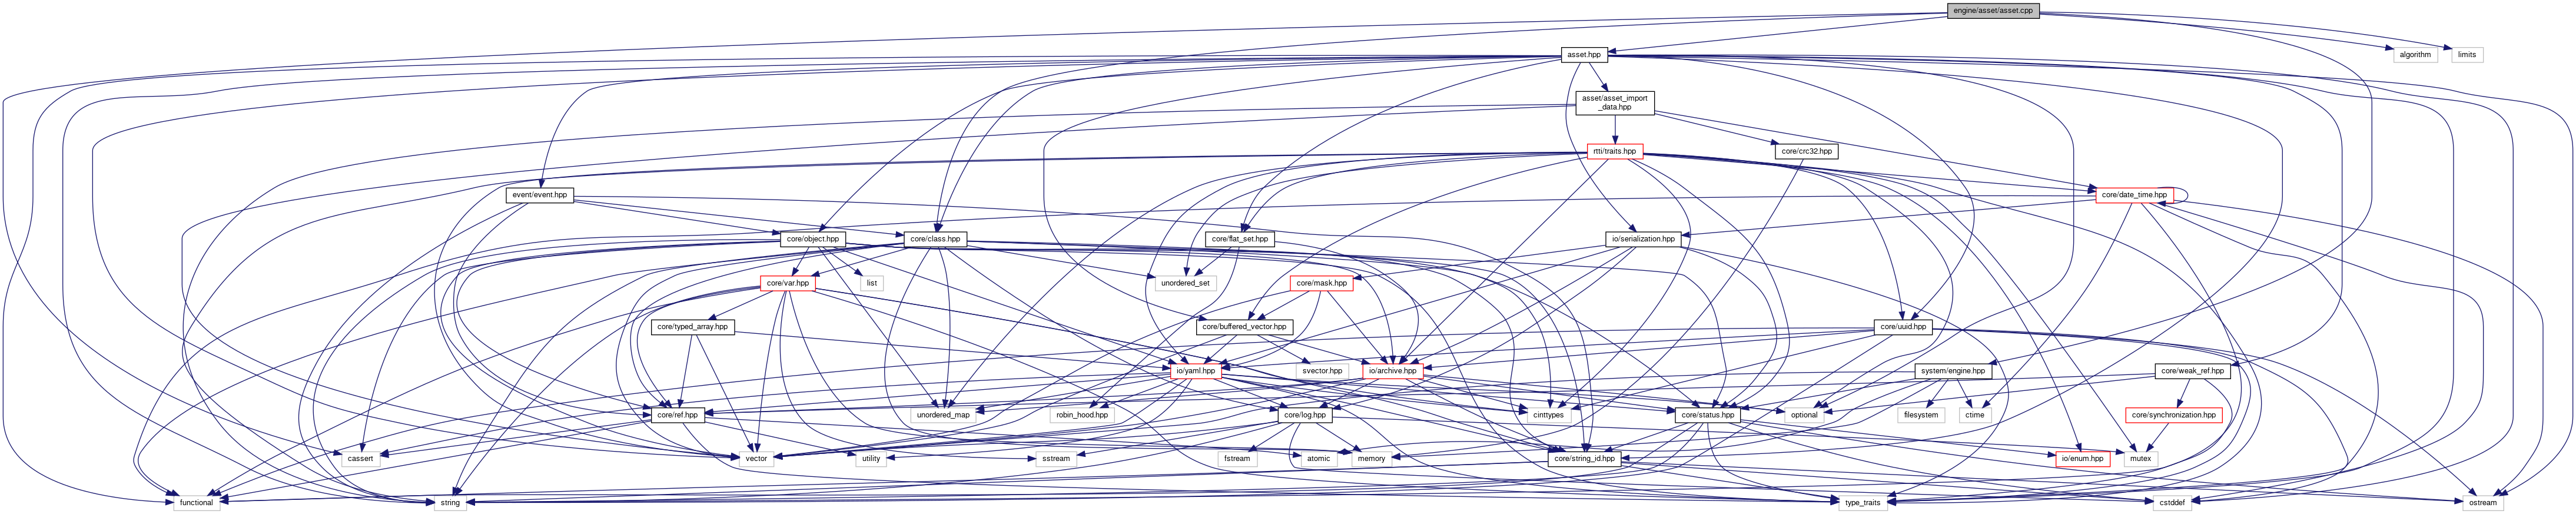 engine/asset/asset.cpp
asset.hpp
algorithm
limits
asset/asset_import
_data.hpp
rtti/traits.hpp
core/crc32.hpp
event/event.hpp
core/date_time.hpp
core/object.hpp
core/class.hpp
core/flat_set.hpp
io/serialization.hpp
core/var.hpp
list
unordered_set
core/mask.hpp
core/typed_array.hpp
core/buffered_vector.hpp
core/uuid.hpp
io/yaml.hpp
svector.hpp
io/archive.hpp
system/engine.hpp
core/weak_ref.hpp
core/ref.hpp
unordered_map
robin_hood.hpp
core/log.hpp
cinttypes
core/status.hpp
optional
filesystem
ctime
core/synchronization.hpp
cassert
vector
utility
sstream
fstream
atomic
memory
core/string_id.hpp
io/enum.hpp
mutex
functional
string
type_traits
cstddef
ostream